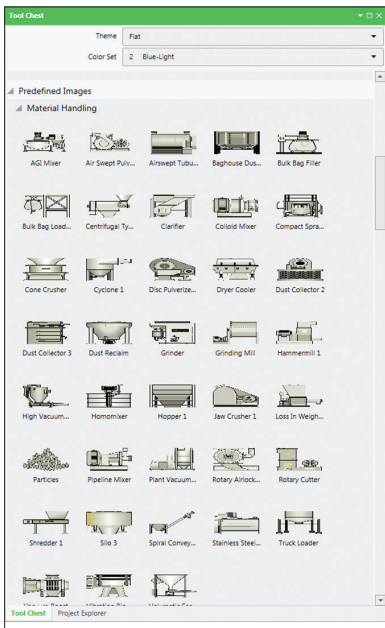 Tool Chest
Theme Flat
Color Set 2 Blue-Light
Predefined Images
Material Handling
AGI Mixer Air Swept Pulv... Airswept Tubu... Baghouse Dus... Bulk Bag Filler
Bulk Bag Load... Centrifugal Ty... Clarifier Colloid Mixer Compact Spra...
Cone Crusher Cyclone 1 Disc Pulverize... Dryer Cooler Dust Collector 2
Dust Collector 3 Dust Reclaim Grinder Grinding Mill Hammermill 1
High Vacuum... Homomixer Hopper 1 Jaw Crusher 1 Loss In Weigh...
Particles Pipeline Mixer Plant Vacuum... Rotary Airlock... Rotary Cutter
Shredder 1 Silo 3 Spiral Convey... Stainless Steel... Truck Loader
Tool Chest Project Explorer